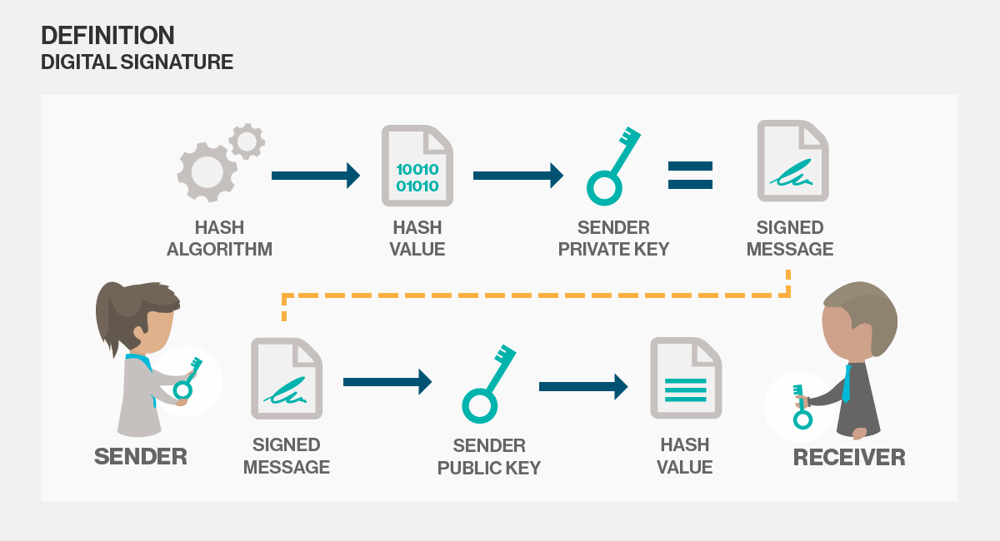 DEFINITION
DIGITAL SIGNATURE
10010
01010
HASH
ALGORITHM
HASH
VALUE
SENDER
PRIVATE KEY
SIGNED
MESSAGE
SENDER
SIGNED
MESSAGE
SENDER
PUBLIC KEY
HASH
VALUE
RECEIVER